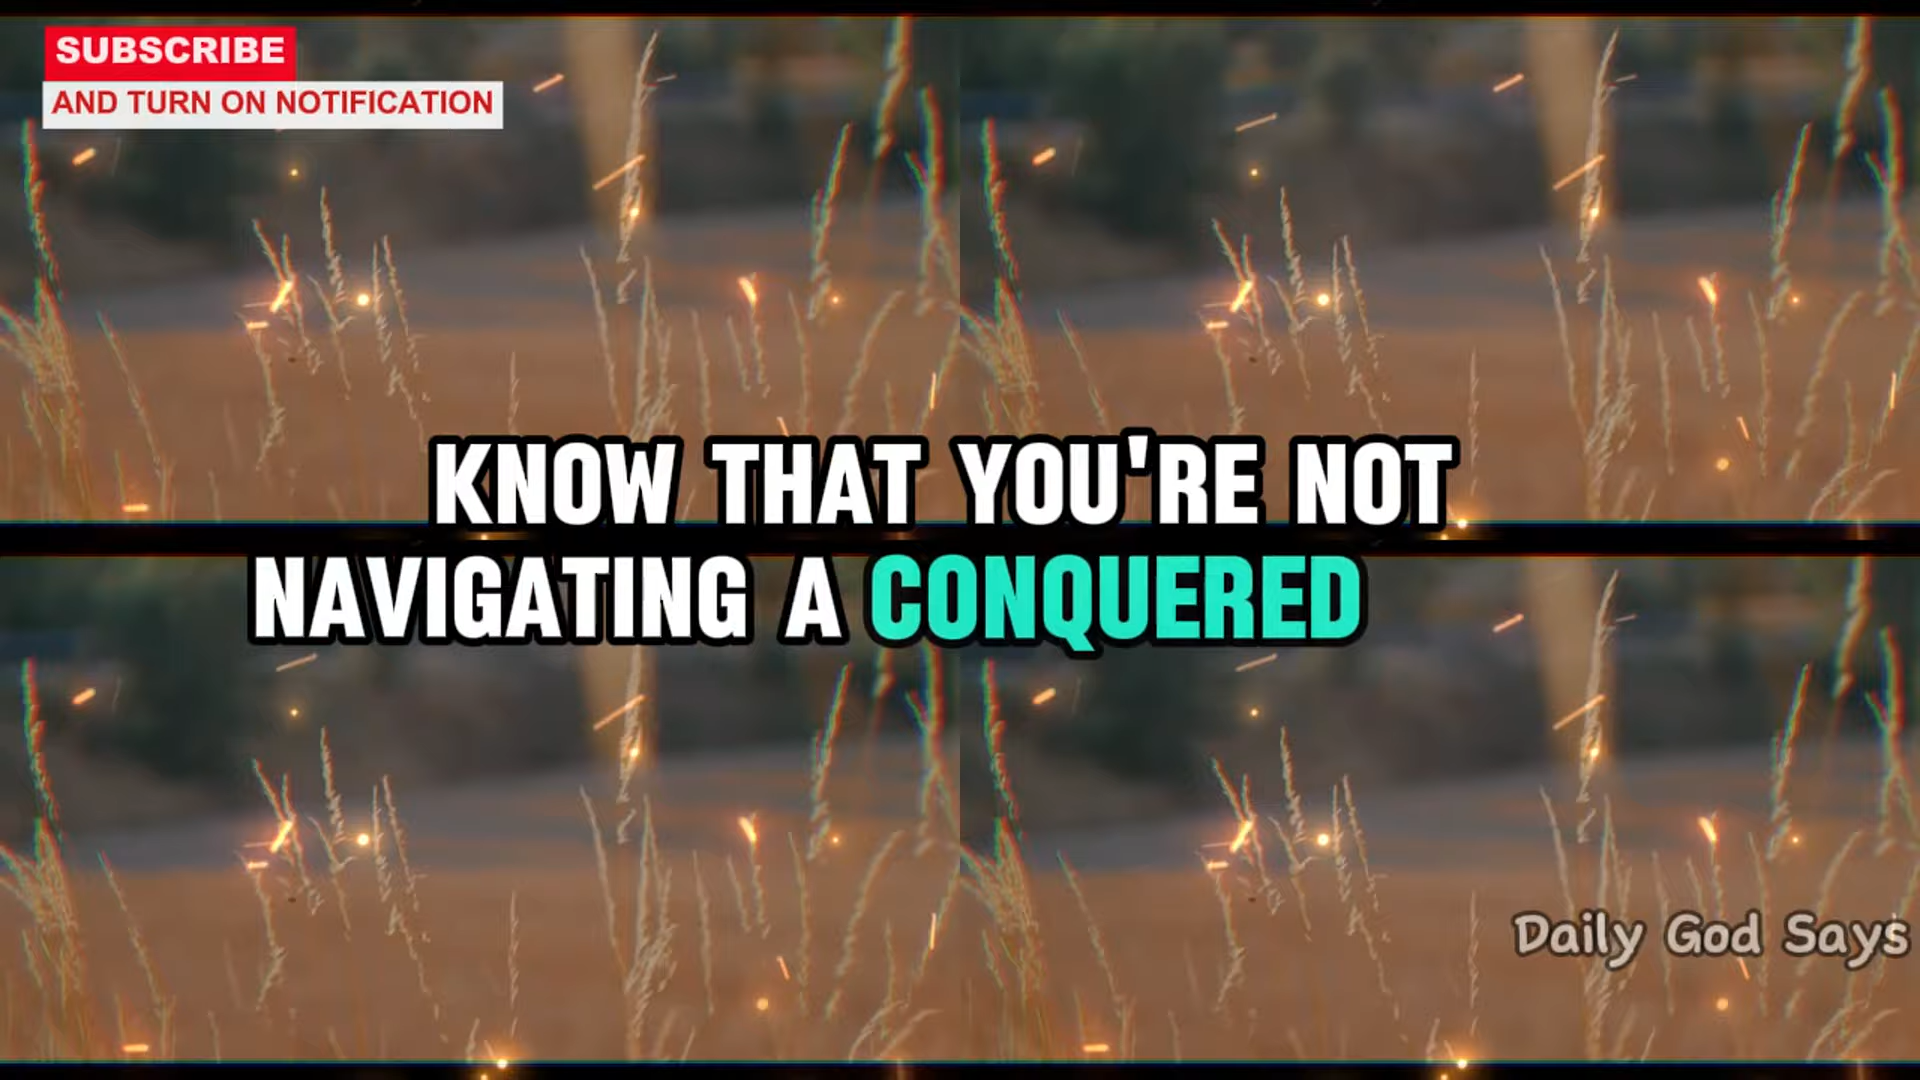 SUBSCRIBE
AND TURN ON NOTIFICATION
KNOW THAT YOU'RE NOT
NAVIGATING A CONQUERED
Daily God Says